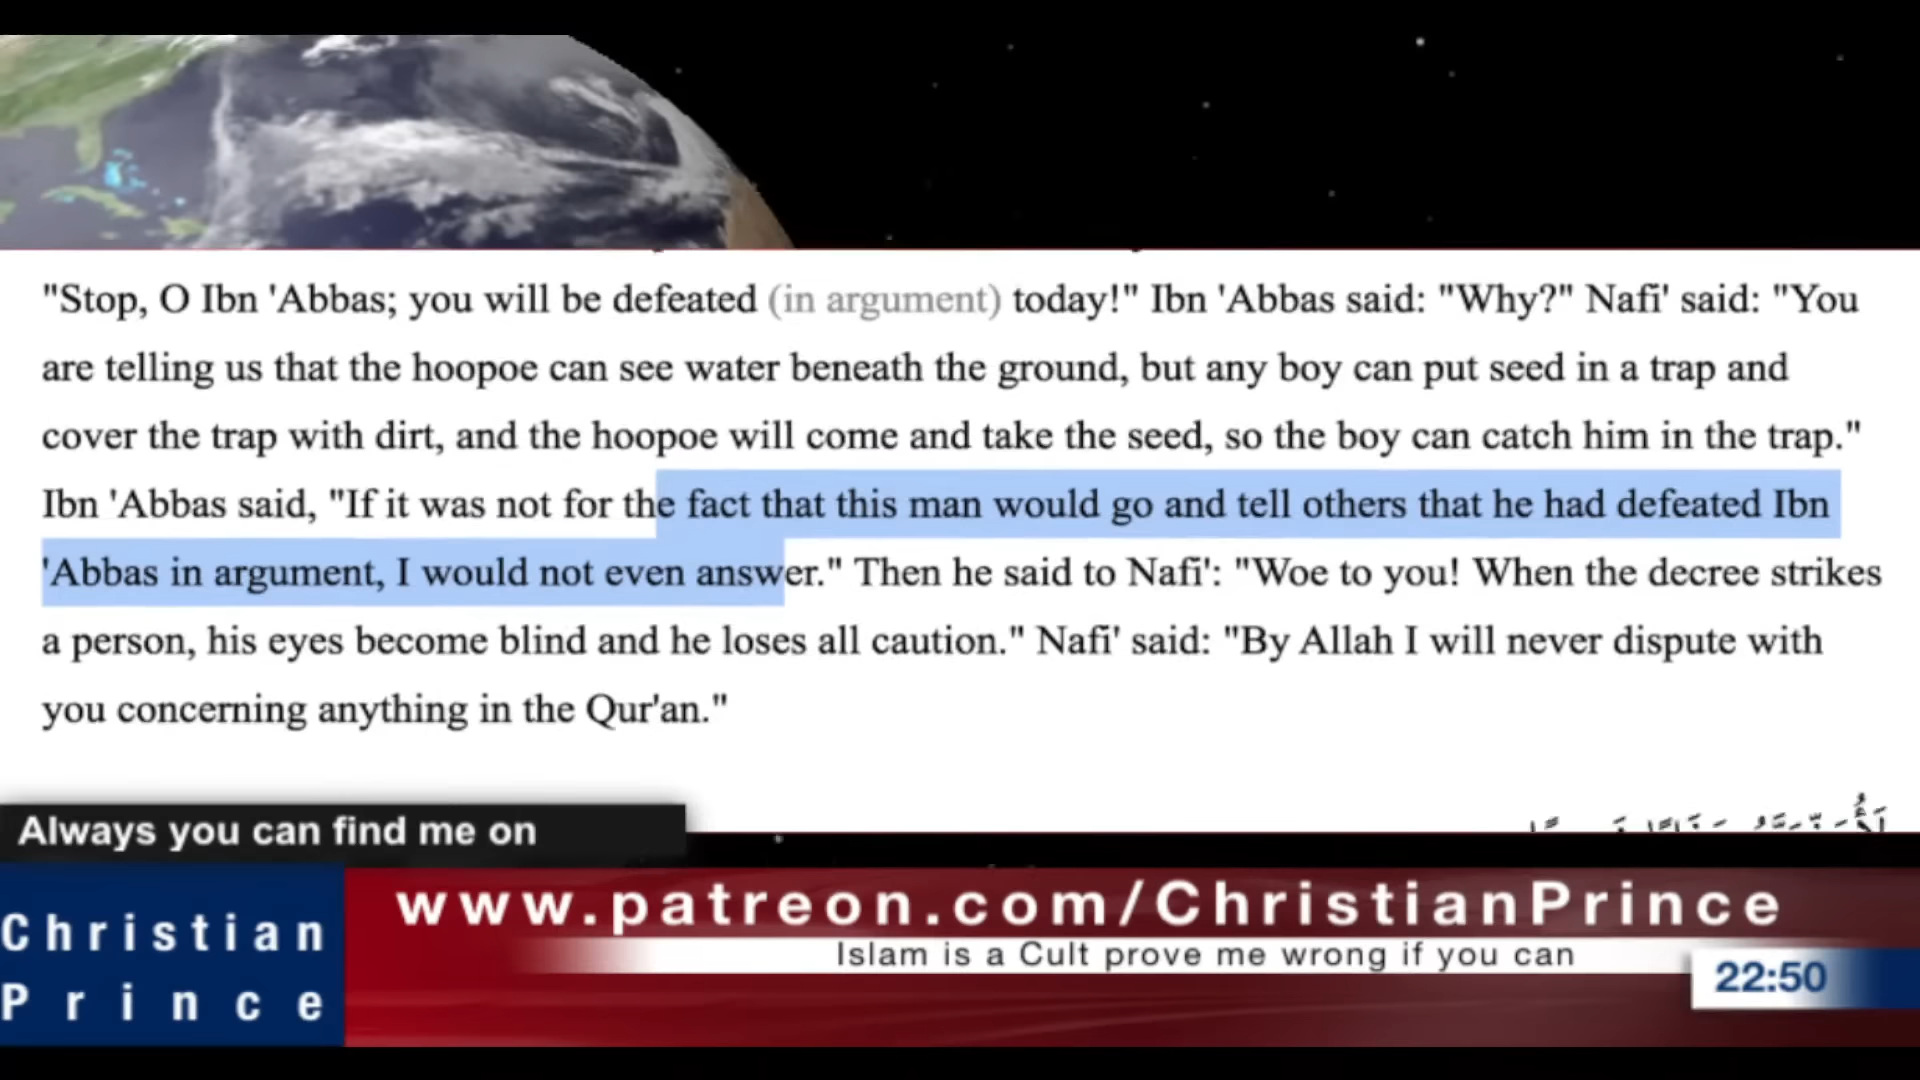 "Stop, O Ibn 'Abbas; you will be defeated (in argument) today!" Ibn 'Abbas said: "Why?" Nafi' said: "You
are telling us that the hoopoe can see water beneath the ground, but any boy can put seed in a trap and
cover the trap with dirt, and the hoopoe will come and take the seed, so the boy can catch him in the trap."
Ibn 'Abbas said, "If it was not for the fact that this man would go and tell others that he had defeated Ibn
'Abbas in argument, I would not even answer." Then he said to Nafi': "Woe to you! When the decree strikes
a person, his eyes become blind and he loses all caution." Nafi' said: "By Allah I will never dispute with
you concerning anything in the Qur'an."
Always you can find me on
Christian
Prince
www.patreon.com/ChristianPrince
Islam is a Cult prove me wrong if you can
22:50